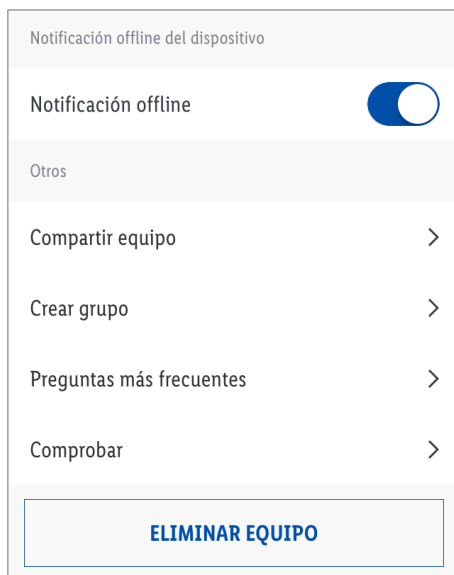 Notificación offline del dispositivo
Notificación offline
Otros
Compartir equipo
Crear grupo
Preguntas más frecuentes
Comprobar
ELIMINAR EQUIPO